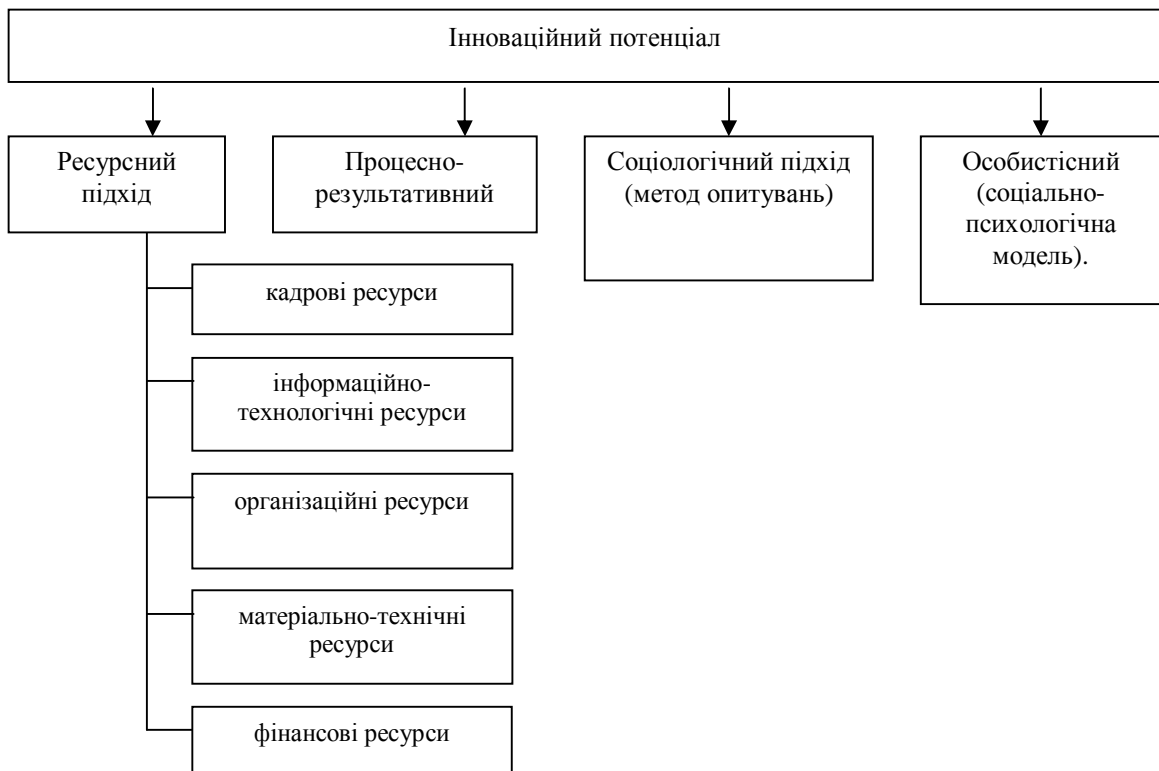 Інноваційний потенціал
Ресурсний
підхід
Процесно-
результативний
Соціологічний підхід
(метод опитувань)
Особистісний
(соціально-
психологічна
модель).
кадрові ресурси
інформаційно-
технологічні ресурси
організаційні ресурси
матеріально-технічні
ресурси
фінансові ресурси